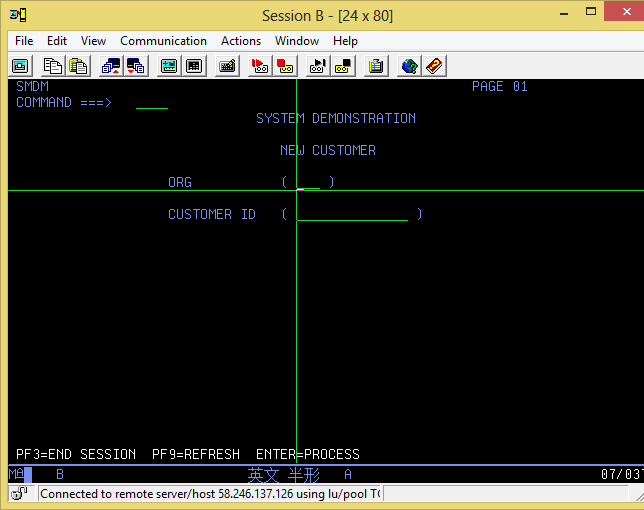 Session B - [24 x 80]
File Edit View Communication Actions Window Help
SMDM PAGE 01
COMMAND ===> ____
SYSTEM DEMONSTRATION
NEW CUSTOMER
ORG ( ___ )
CUSTOMER ID ( ______________ )
PF3=END SESSION PF9=REFRESH ENTER=PROCESS
MA B 英文 半形 A 07/037
Connected to remote server/host 58.246.137.126 using lu/pool